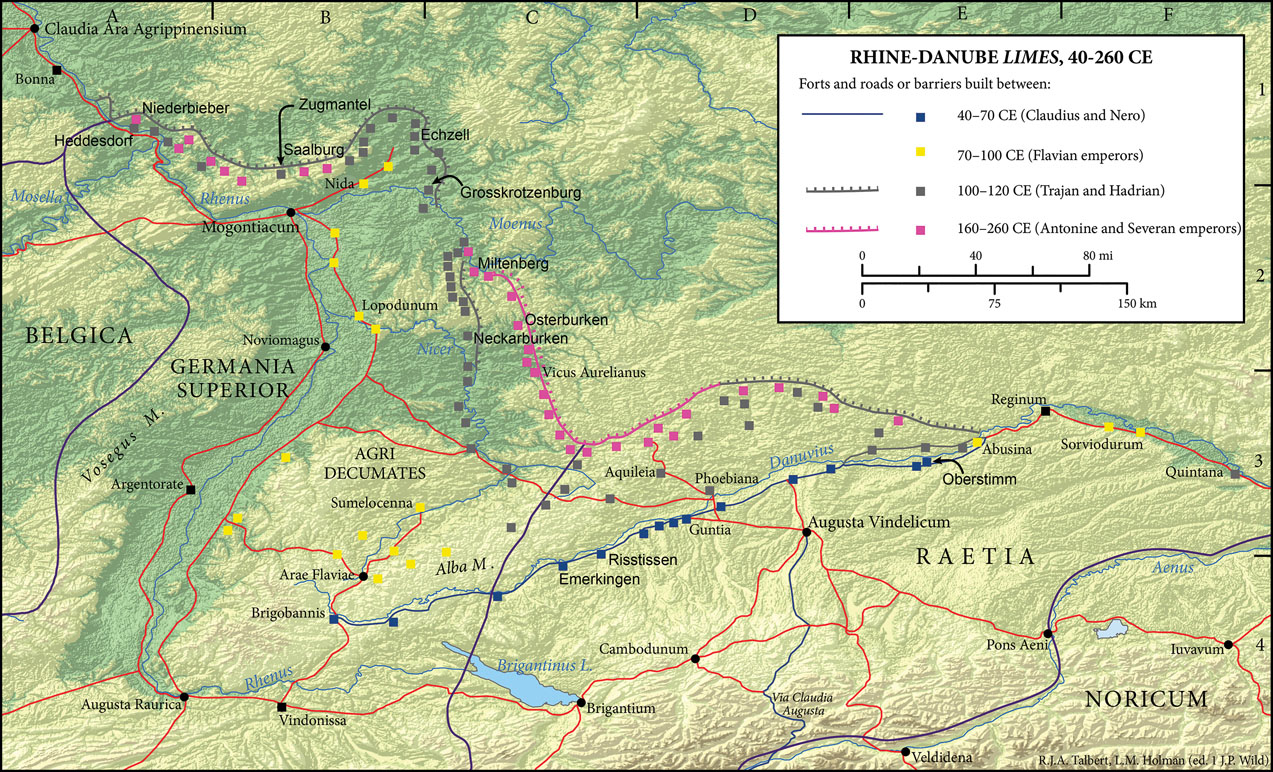 A
B
C
D
E
F
1
2
3
4
RHINE-DANUBE LIMES, 40-260 CE
Forts and roads or barriers built between:
40–70 CE (Claudius and Nero)
70–100 CE (Flavian emperors)
100–120 CE (Trajan and Hadrian)
160–260 CE (Antonine and Severan emperors)
0 40 80 mi
0 75 150 km
Claudia Ara Agrippinensium
Bonna
Niederbieber
Zugmantel
Heddesdorf
Saalburg
Echzell
Nida
Grosskrotzenburg
Mosella
Rhenus
Moenus
Mogontiacum
Miltenberg
Lopodunum
Osterburken
BELGICA
Noviomagus
Nicer
Neckarburken
GERMANIA
SUPERIOR
Vicus Aurelianus
Vosegus M.
Reginum
AGRI
DECUMATES
Danuvius
Abusina
Sorviodurum
Argentorate
Aquileia
Phoebiana
Oberstimm
Quintana
Sumelocenna
Guntia
Augusta Vindelicum
Alba M.
Risstissen
RAETIA
Arae Flaviae
Emerkingen
Aenus
Brigobannis
Cambodunum
Pons Aeni
Iuvavum
Rhenus
Brigantinus L.
Augusta Raurica
Vindonissa
Brigantium
Via Claudia
Augusta
NORICUM
Veldidena
R.J.A. Talbert, L.M. Holman (ed. 1 J.P. Wild)